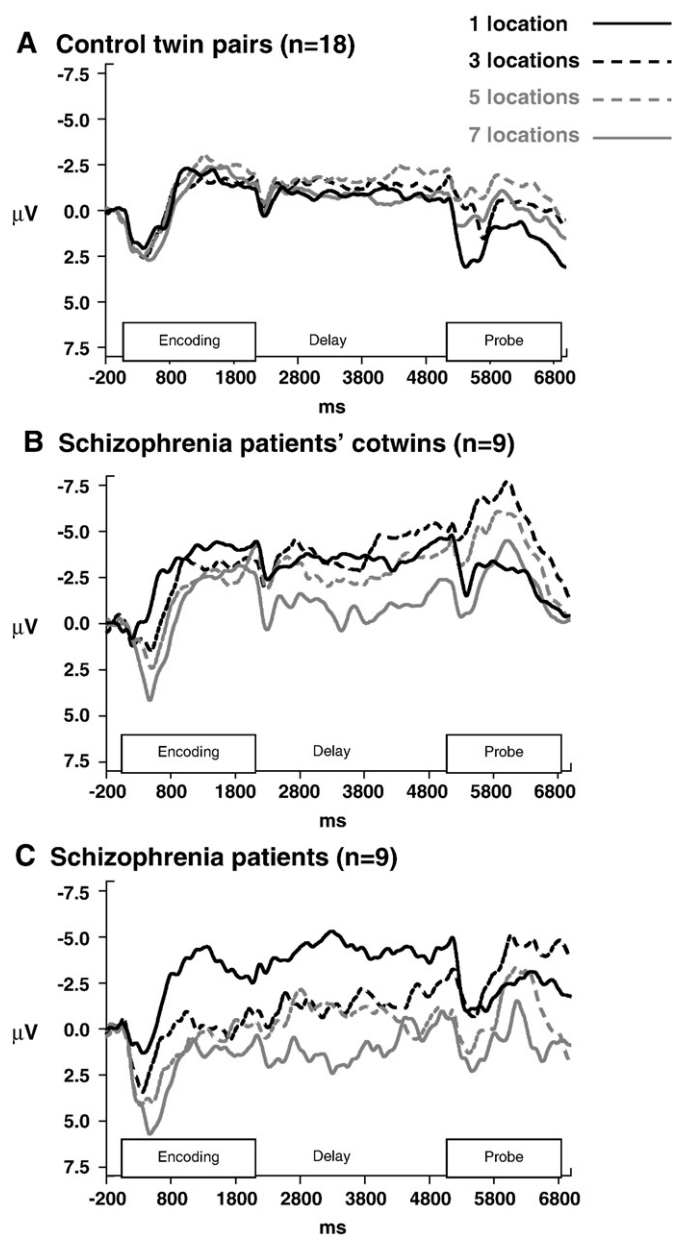 1 location
3 locations
5 locations
7 locations
A Control twin pairs (n=18)
-7.5
-5.0
-2.5
0.0
2.5
5.0
7.5
μV
Encoding Delay Probe
-200 800 1800 2800 3800 4800 5800 6800
ms
B Schizophrenia patients’ cotwins (n=9)
-7.5
-5.0
-2.5
0.0
2.5
5.0
7.5
μV
Encoding Delay Probe
-200 800 1800 2800 3800 4800 5800 6800
ms
C Schizophrenia patients (n=9)
-7.5
-5.0
-2.5
0.0
2.5
5.0
7.5
μV
Encoding Delay Probe
-200 800 1800 2800 3800 4800 5800 6800
ms